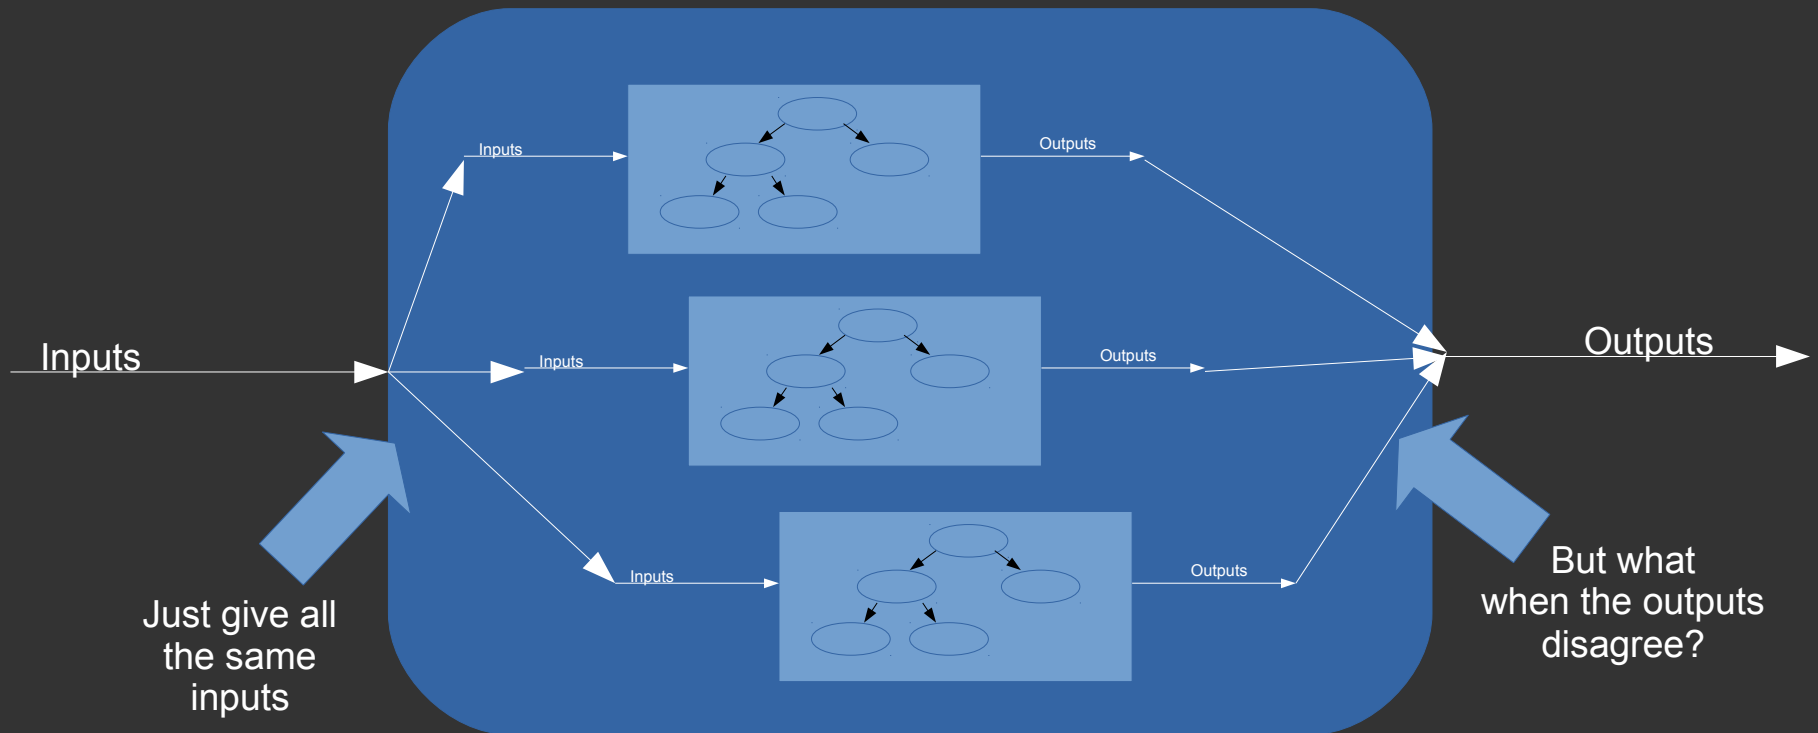 Inputs
Outputs
Inputs
Outputs
Inputs
Outputs
Inputs
Outputs
Just give all
the same
inputs
But what
when the outputs
disagree?